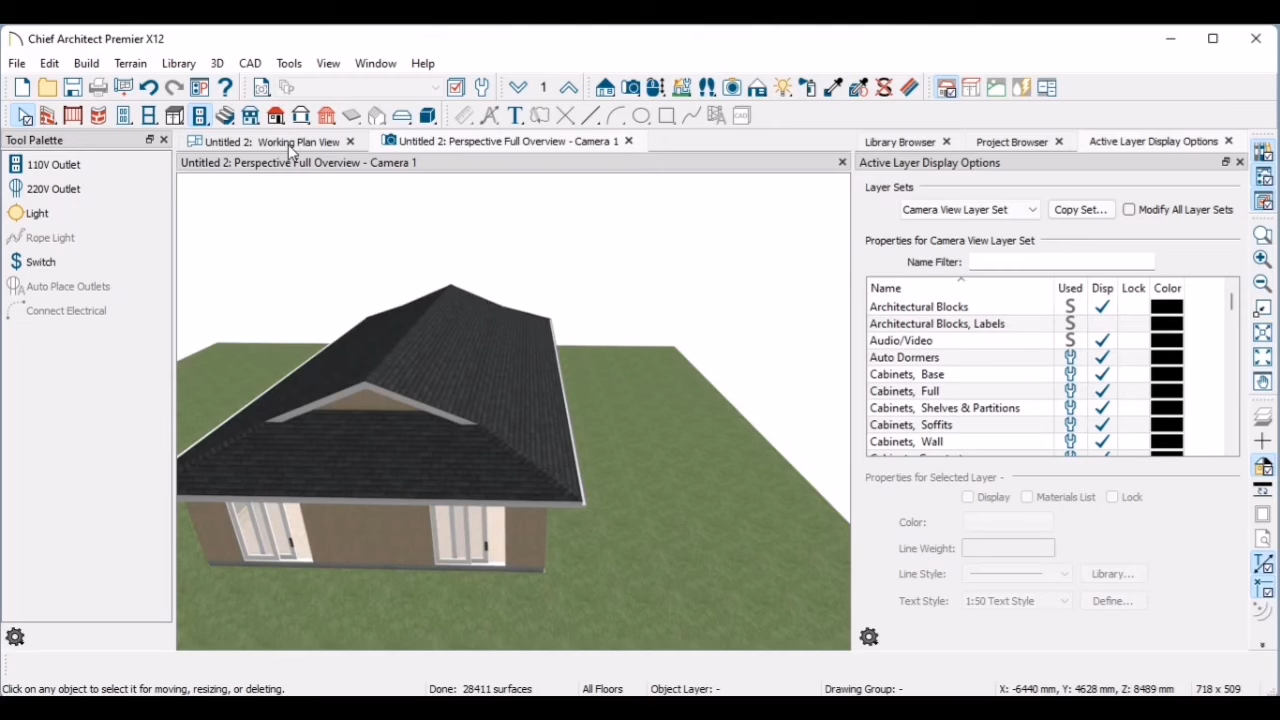 Chief Architect Premier X12
File Edit Build Terrain Library 3D CAD Tools View Window Help
1
Tool Palette
Untitled 2: Working Plan View
Untitled 2: Perspective Full Overview - Camera 1
Library Browser
Project Browser
Active Layer Display Options
Untitled 2: Perspective Full Overview - Camera 1
Active Layer Display Options
110V Outlet
220V Outlet
Light
Rope Light
Switch
Auto Place Outlets
Connect Electrical
Layer Sets
Camera View Layer Set
Copy Set...
Modify All Layer Sets
Properties for Camera View Layer Set
Name Filter:
Name Used Disp Lock Color
Architectural Blocks S
Architectural Blocks, Labels S
Audio/Video S
Auto Dormers
Cabinets, Base
Cabinets, Full
Cabinets, Shelves & Partitions
Cabinets, Soffits
Cabinets, Wall
Properties for Selected Layer -
Display Materials List Lock
Color:
Line Weight:
Line Style: Library...
Text Style: 1:50 Text Style Define...
Click on any object to select it for moving, resizing, or deleting. Done: 28411 surfaces All Floors Object Layer: - Drawing Group: - X: -6440 mm, Y: 4628 mm, Z: 8489 mm 718 x 509